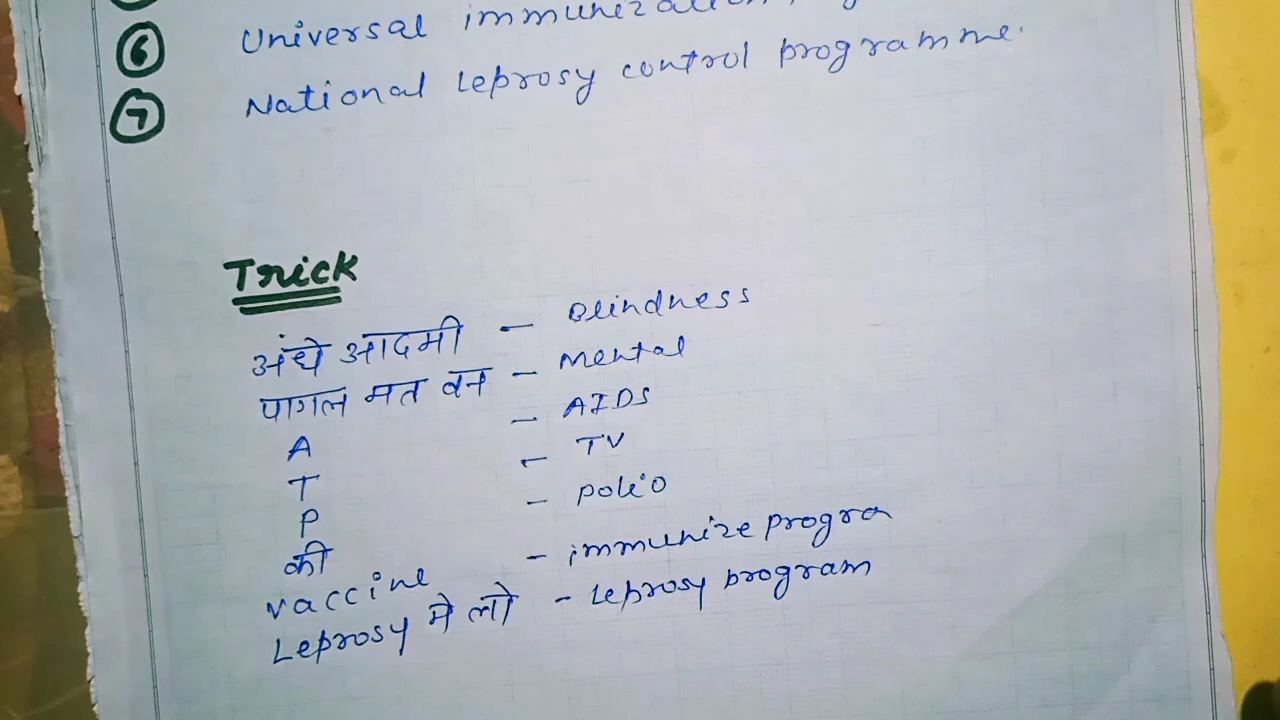 6 Universal immunization
7 National Leprosy control programme.
Trick
अंधे आदमी - Blindness
पागल मत बन - Mental
A - AIDS
T - TV
P - polio
की
vaccine - immunize progra
Leprosy मे लो - Leprosy program